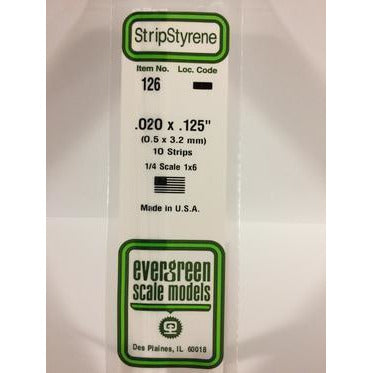 StripStyrene
Item No. Loc. Code
126
.020 x .125"
(0.5 x 3.2 mm)
10 Strips
1/4 Scale 1x6
Made in U.S.A.
evergreen
scale models
Des Plaines, IL 60018